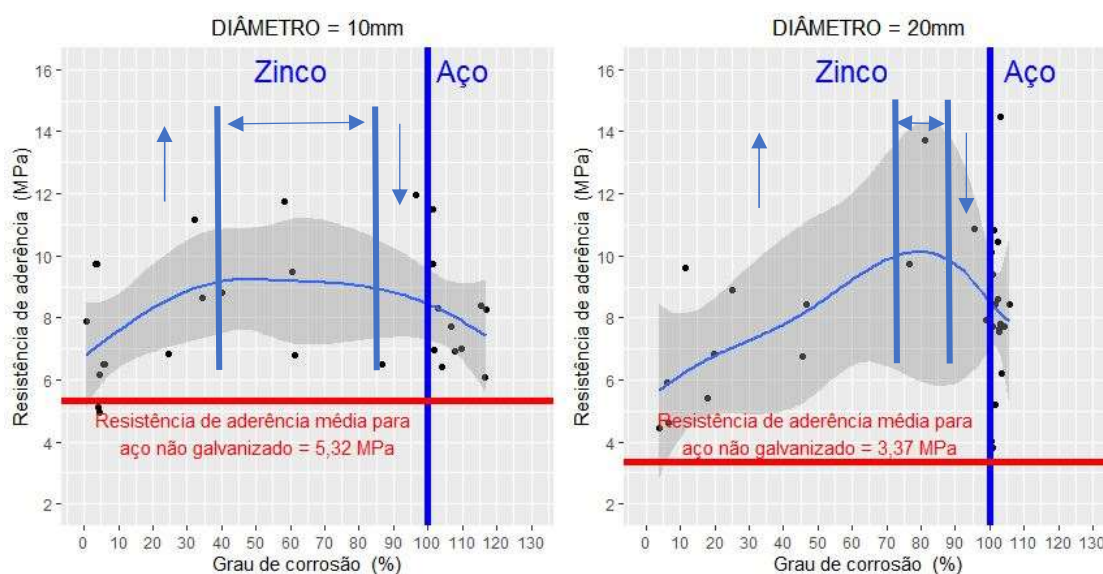 DIÂMETRO = 10mm
Resistência de aderência (MPa)
16
14
12
10
8
6
4
2
Zinco
Aço
Resistência de aderência média para
aço não galvanizado = 5,32 MPa
0 10 20 30 40 50 60 70 80 90 100 110 120 130
Grau de corrosão (%)
DIÂMETRO = 20mm
Resistência de aderência (MPa)
16
14
12
10
8
6
4
2
Zinco
Aço
Resistência de aderência média para
aço não galvanizado = 3,37 MPa
0 10 20 30 40 50 60 70 80 90 100 110 120 130
Grau de corrosão (%)